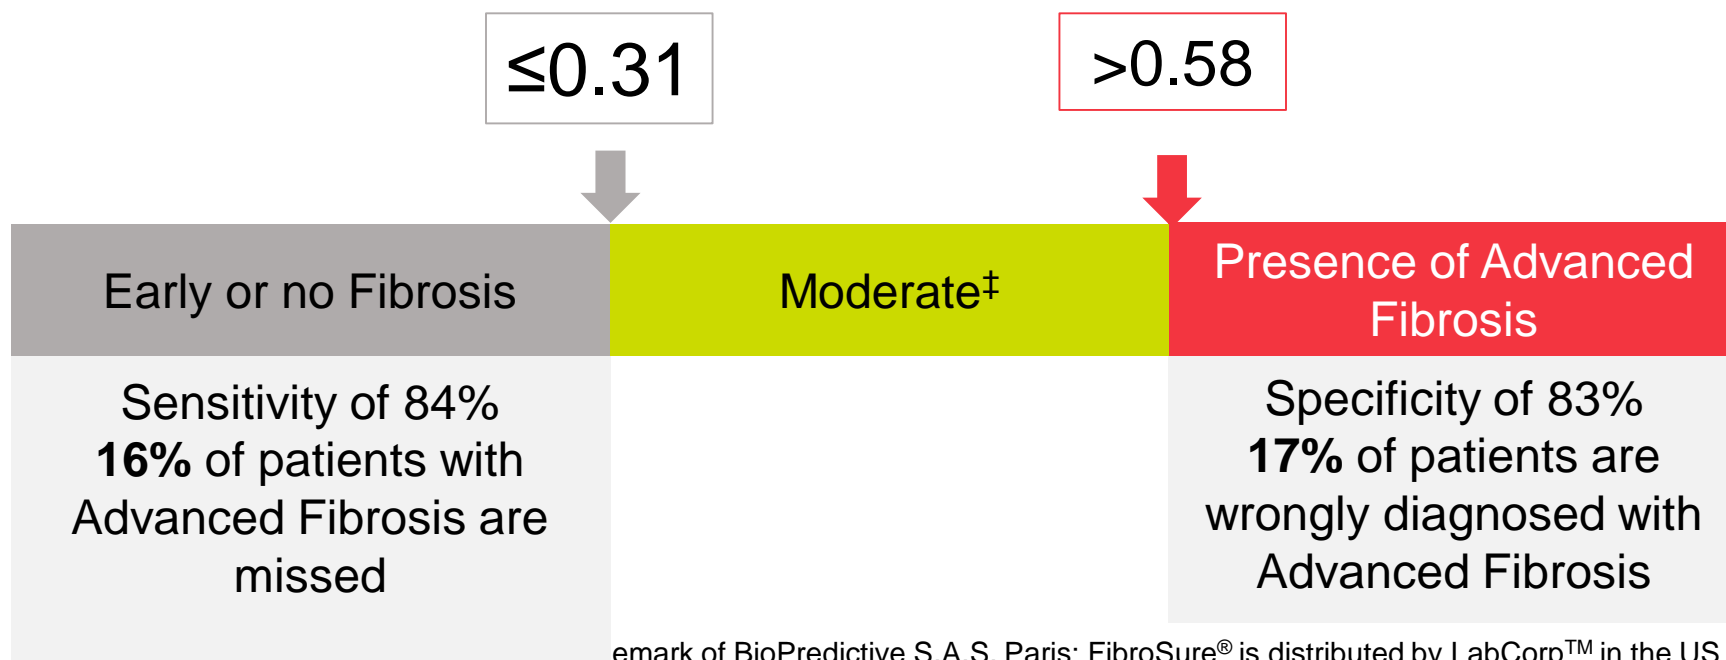 ≤0.31
>0.58
Early or no Fibrosis
Moderate‡
Presence of Advanced
Fibrosis
Sensitivity of 84%
16% of patients with
Advanced Fibrosis are
missed
Specificity of 83%
17% of patients are
wrongly diagnosed with
Advanced Fibrosis
of BioPredictive S.A.S, Paris; FibroSure® is distributed by LabCorp™ in the US